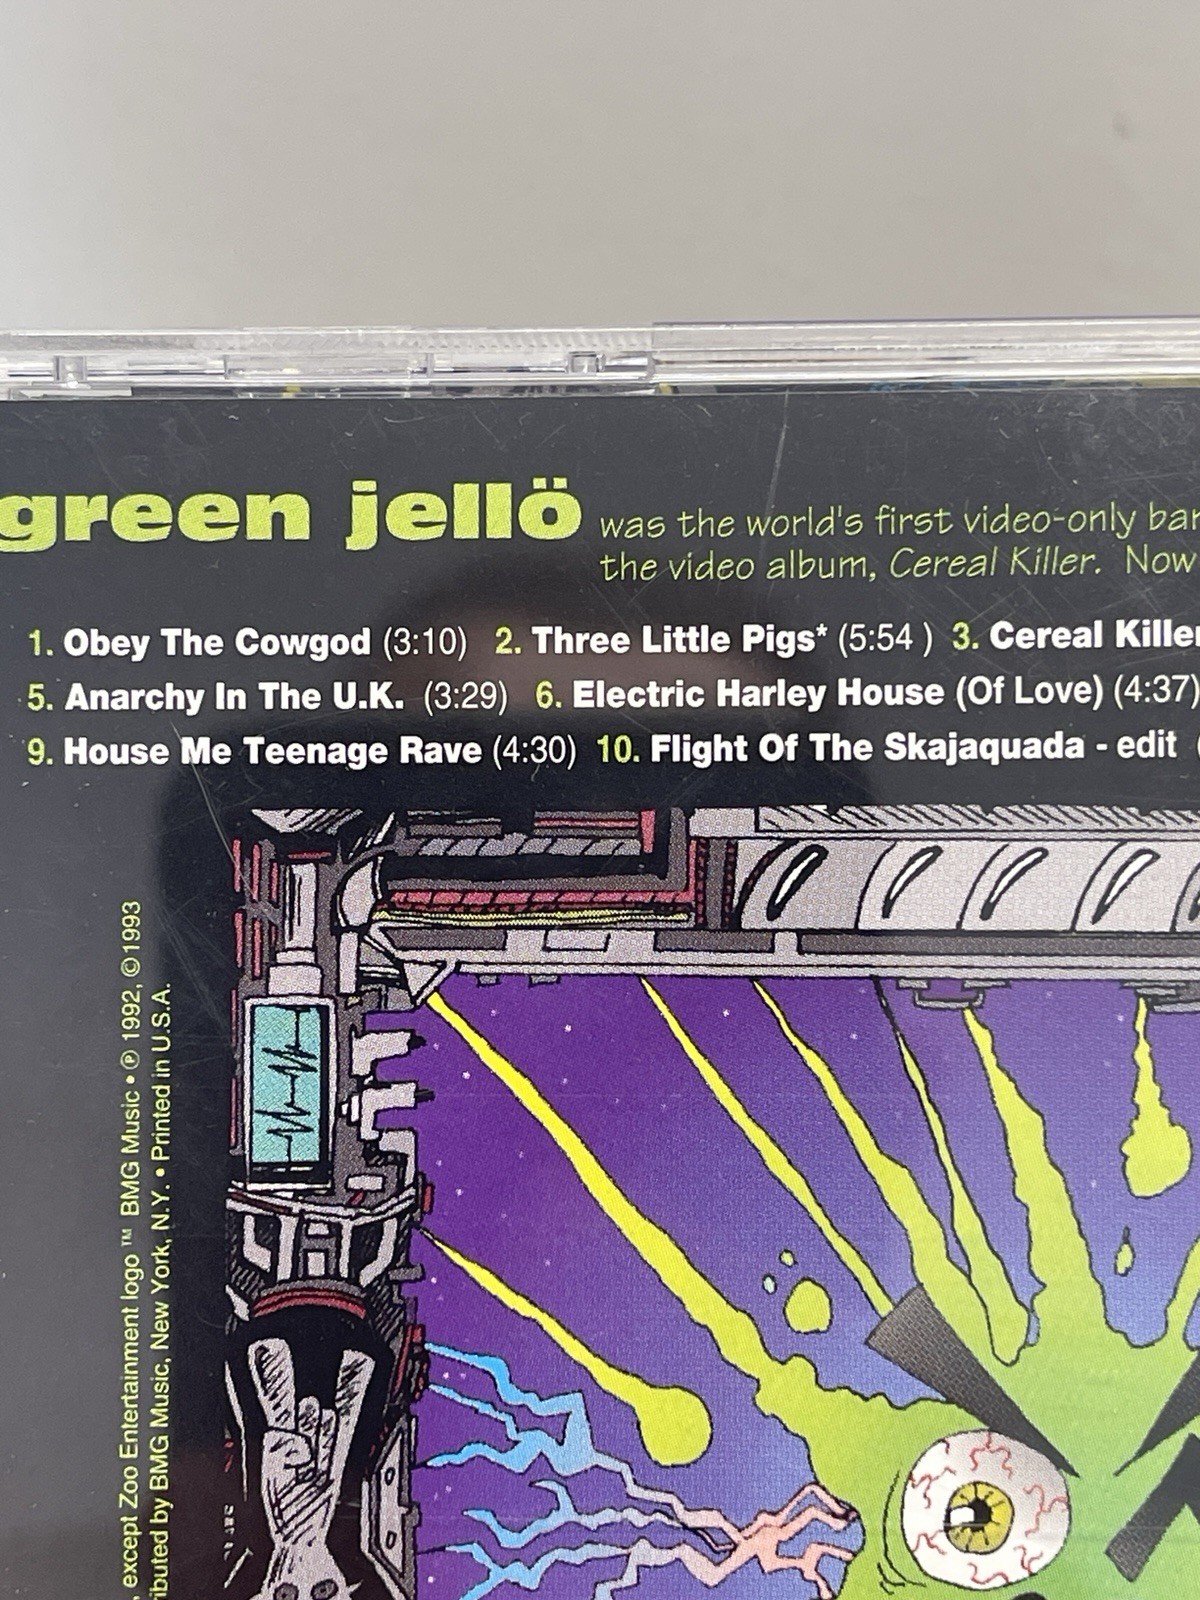 green jellö was the world's first video-only
the video album, Cereal Killer. Now
1. Obey The Cowgod (3:10) 2. Three Little Pigs* (5:54 ) 3. Cereal Killer
5. Anarchy In The U.K. (3:29) 6. Electric Harley House (Of Love) (4:37)
9. House Me Teenage Rave (4:30) 10. Flight Of The Skajaquada - edit
except Zoo Entertainment logo ™ BMG Music • ℗ 1992, ©1993
by BMG Music, New York, N.Y. • Printed in U.S.A.